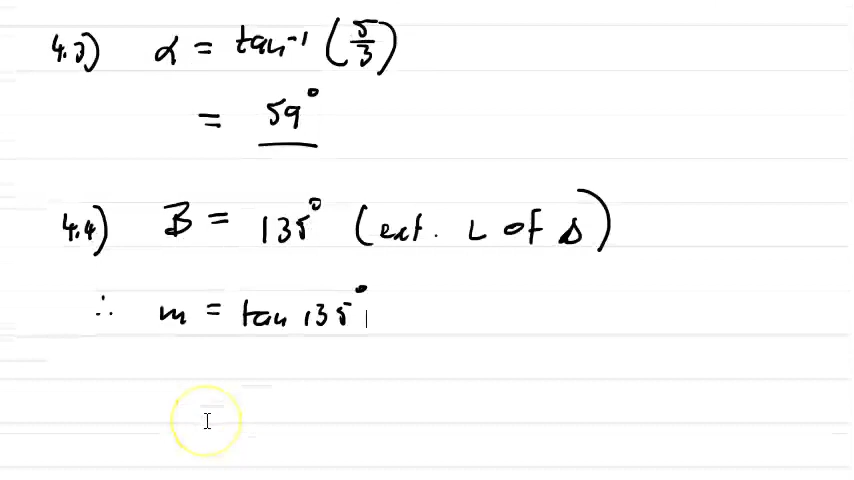 4.3) α = tan⁻¹ (5/3)
= 59°
4.4) B = 135° (ext. ∠ of Δ)
∴ m = tan 135°